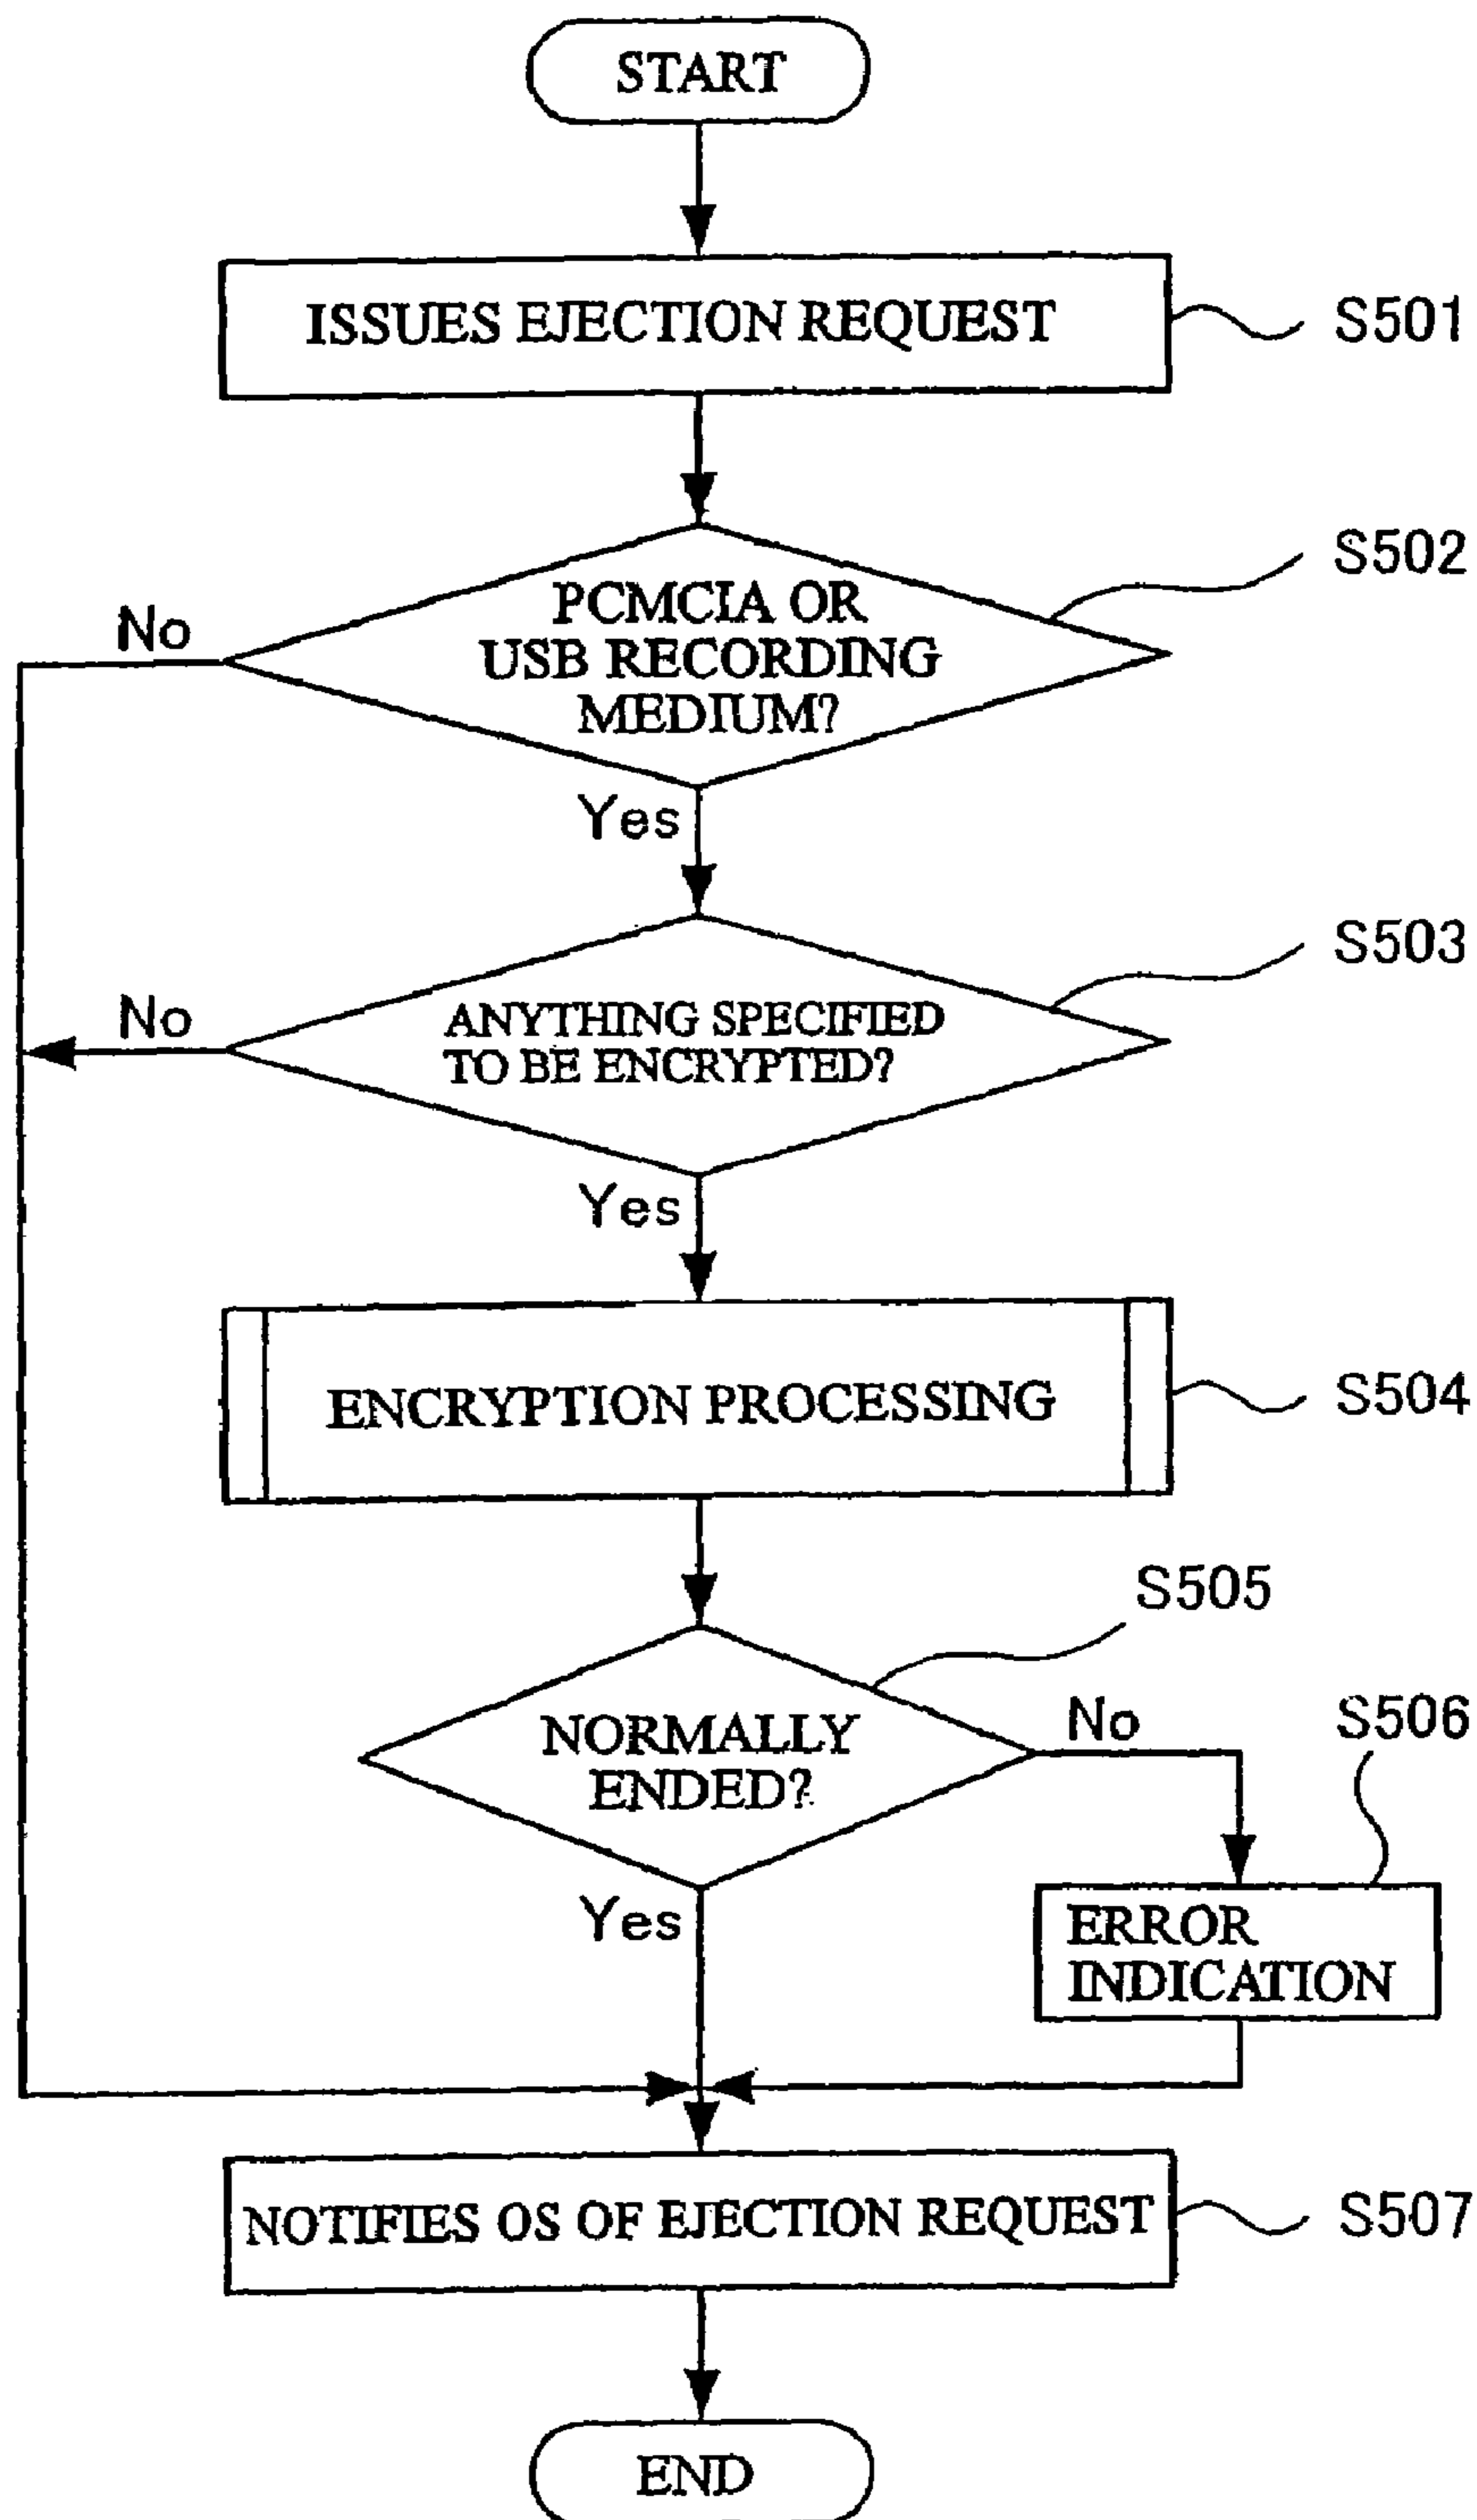 START
ISSUES EJECTION REQUEST
S501
S502
PCMCIA OR
USB RECORDING
MEDIUM?
No
Yes
S503
ANYTHING SPECIFIED
TO BE ENCRYPTED?
No
Yes
ENCRYPTION PROCESSING
S504
S505
NORMALLY
ENDED?
No
S506
Yes
ERROR
INDICATION
NOTIFIES OS OF EJECTION REQUEST
S507
END